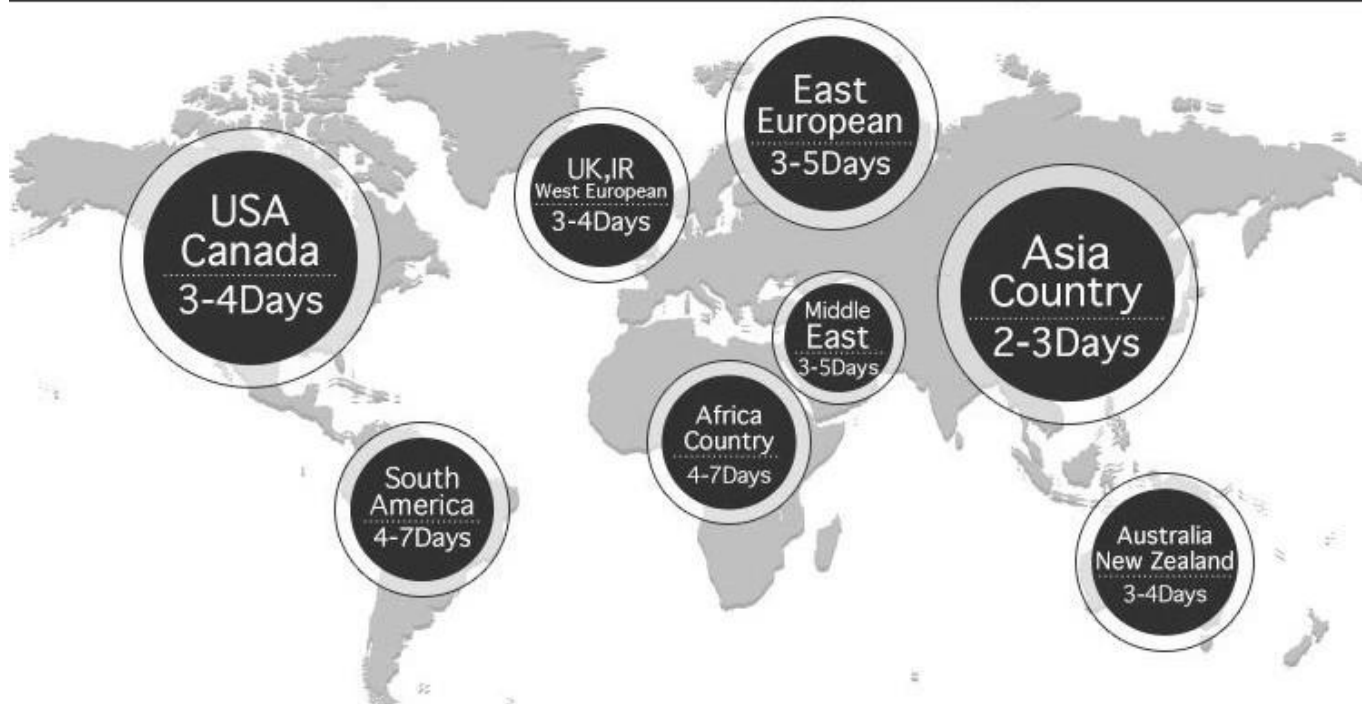 USA
Canada
3-4Days
UK,IR
West European
3-4Days
East
European
3-5Days
Asia
Country
2-3Days
Middle
East
3-5Days
Africa
Country
4-7Days
South
America
4-7Days
Australia
New Zealand
3-4Days